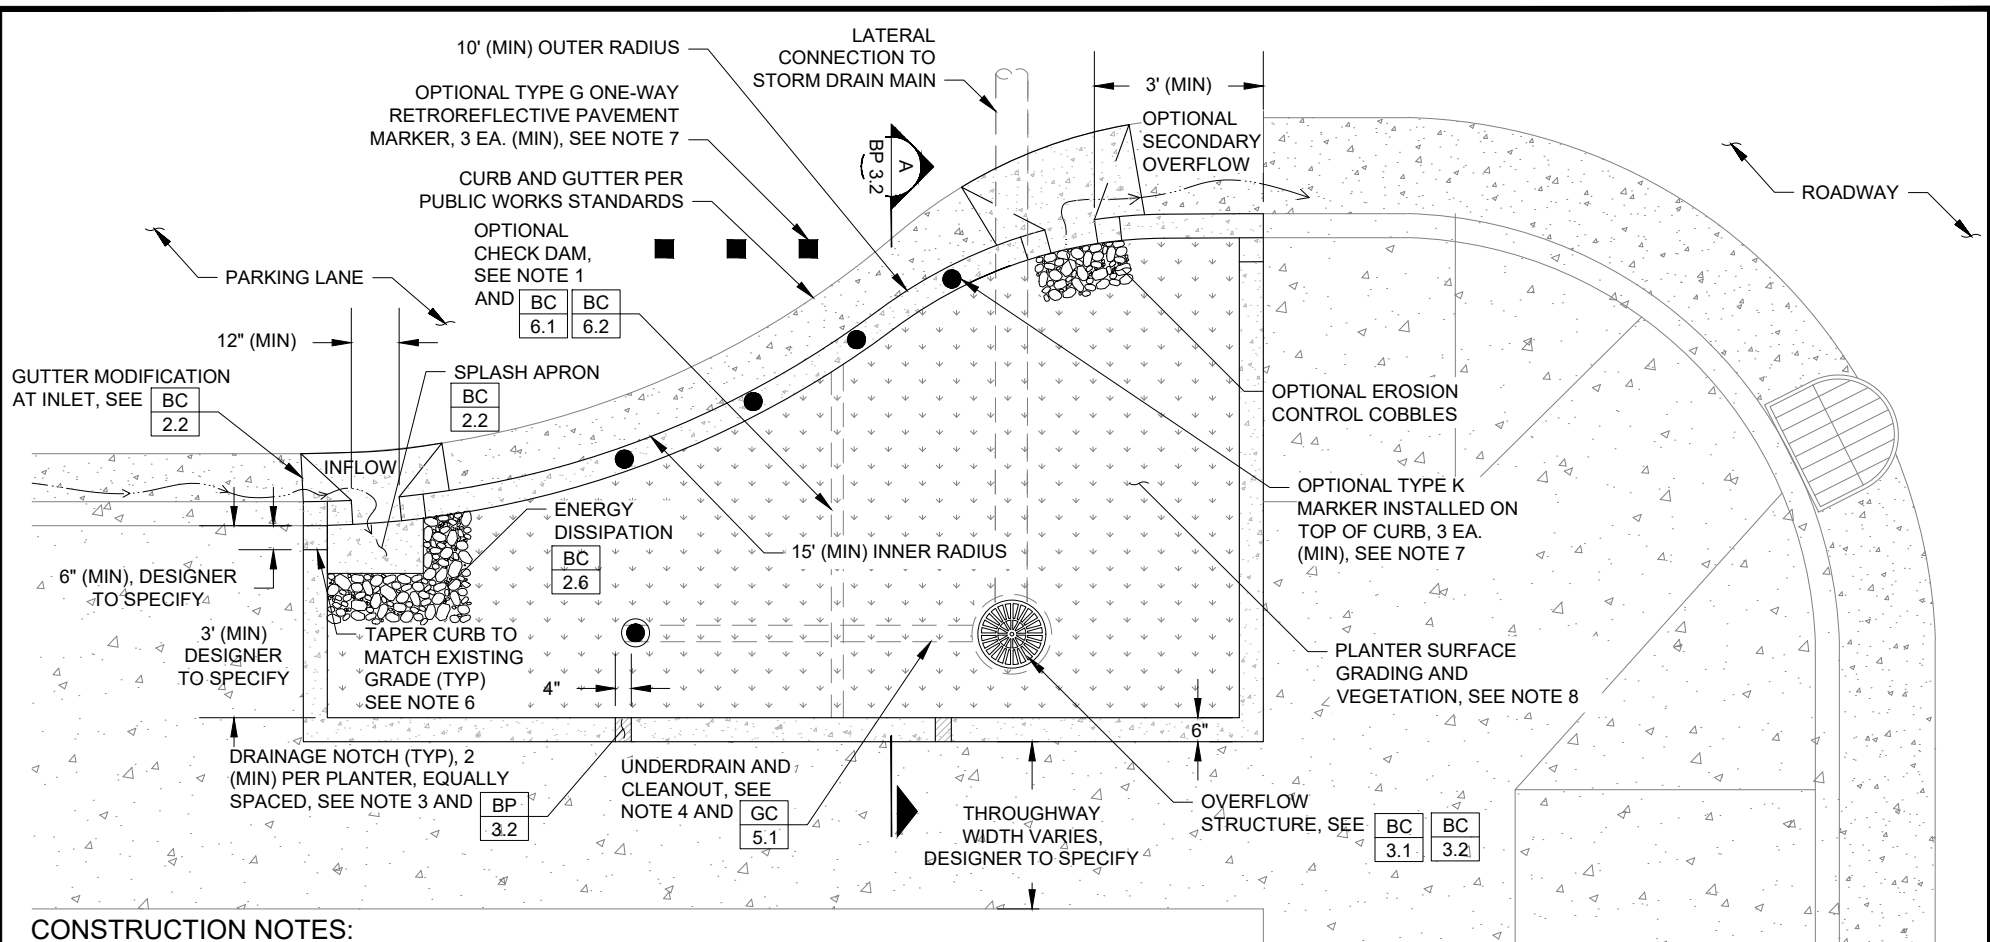 10' (MIN) OUTER RADIUS
OPTIONAL TYPE G ONE-WAY
RETROREFLECTIVE PAVEMENT
MARKER, 3 EA. (MIN), SEE NOTE 7
CURB AND GUTTER PER
PUBLIC WORKS STANDARDS
OPTIONAL
CHECK DAM,
SEE NOTE 1
AND BC 6.1 BC 6.2
LATERAL
CONNECTION TO
STORM DRAIN MAIN
A
BP 3.2
3' (MIN)
OPTIONAL
SECONDARY
OVERFLOW
ROADWAY
PARKING LANE
12" (MIN)
GUTTER MODIFICATION
AT INLET, SEE BC 2.2
SPLASH APRON
BC
2.2
INFLOW
ENERGY
DISSIPATION
BC
2.6
15' (MIN) INNER RADIUS
OPTIONAL EROSION
CONTROL COBBLES
OPTIONAL TYPE K
MARKER INSTALLED ON
TOP OF CURB, 3 EA.
(MIN), SEE NOTE 7
6" (MIN), DESIGNER
TO SPECIFY
3' (MIN)
DESIGNER
TO SPECIFY
TAPER CURB TO
MATCH EXISTING
GRADE (TYP)
SEE NOTE 6
4"
PLANTER SURFACE
GRADING AND
VEGETATION, SEE NOTE 8
6"
DRAINAGE NOTCH (TYP), 2
(MIN) PER PLANTER, EQUALLY
SPACED, SEE NOTE 3 AND BP 3.2
UNDERDRAIN AND
CLEANOUT, SEE
NOTE 4 AND GC 5.1
THROUGHWAY
WIDTH VARIES,
DESIGNER TO SPECIFY
OVERFLOW
STRUCTURE, SEE BC 3.1 BC 3.2
CONSTRUCTION NOTES: